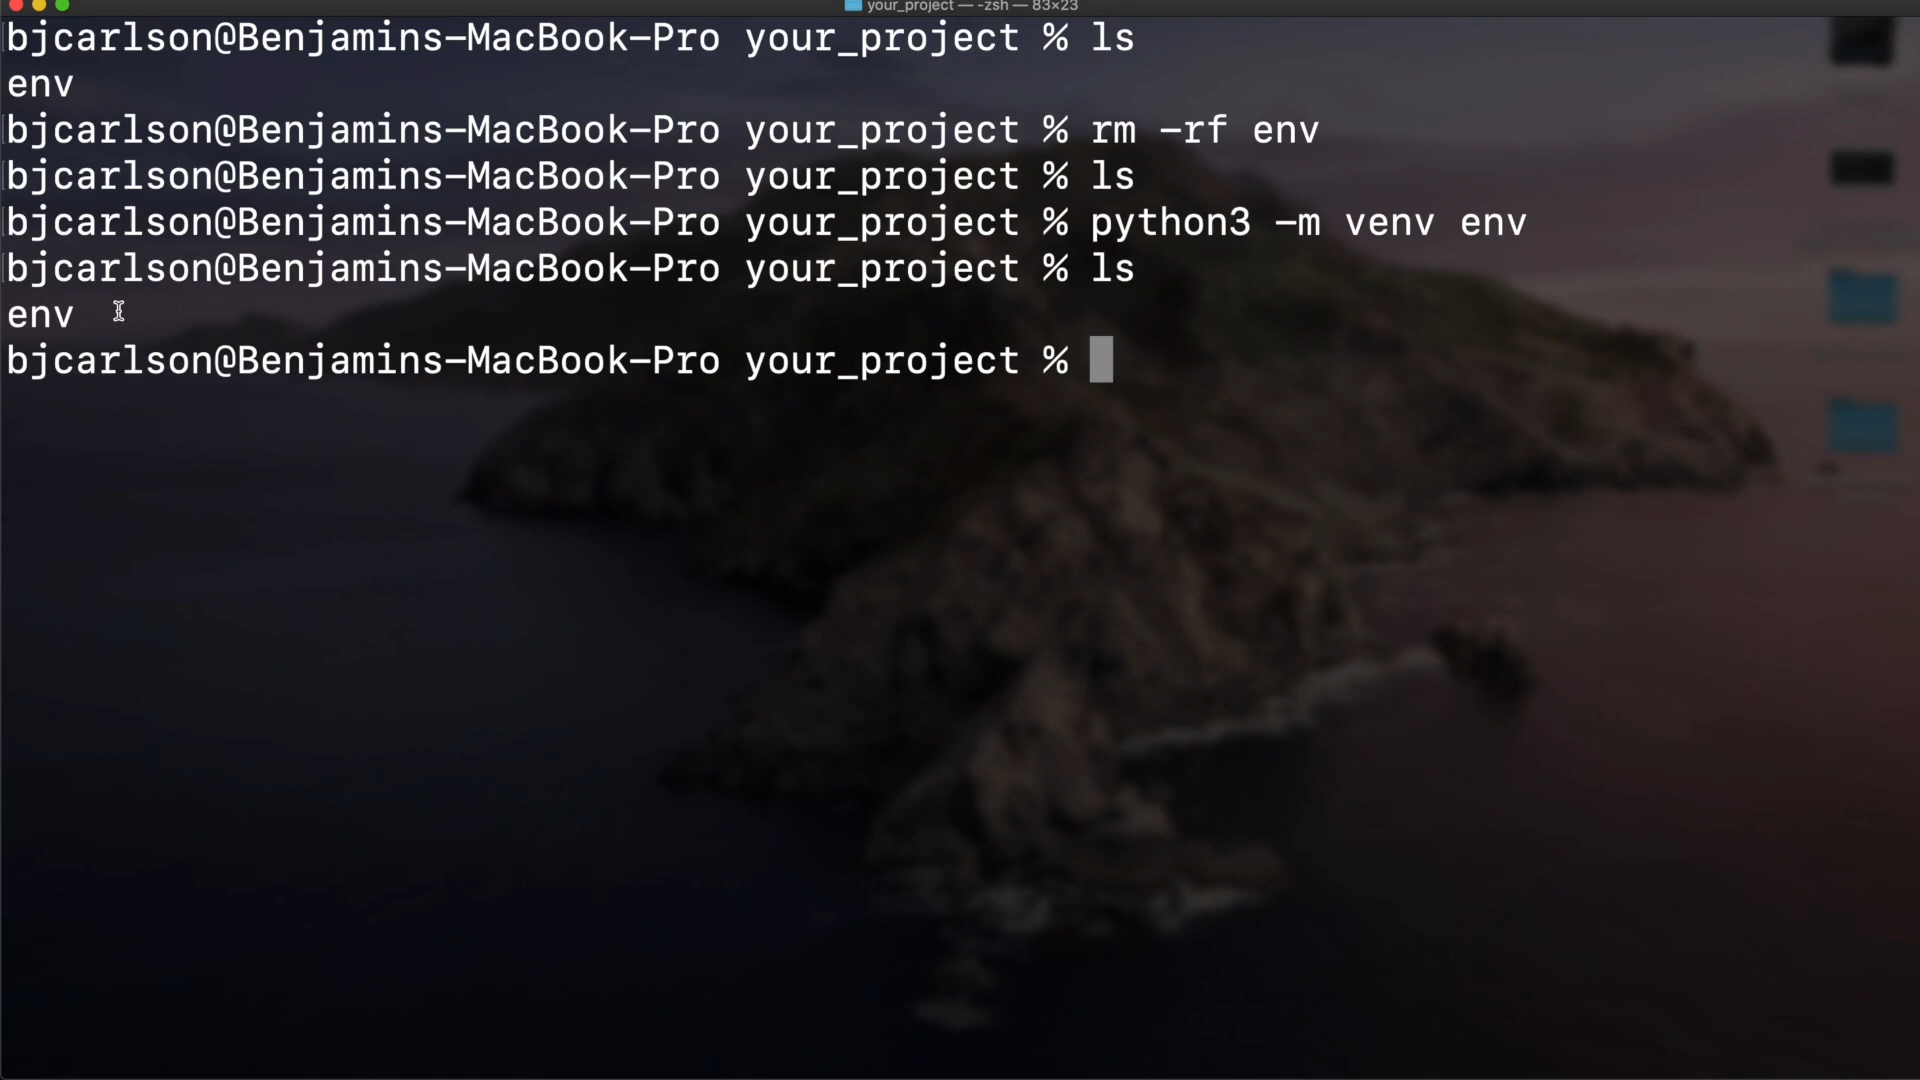 your_project — -zsh — 83×23
bjcarlson@Benjamins-MacBook-Pro your_project % ls
env
bjcarlson@Benjamins-MacBook-Pro your_project % rm -rf env
bjcarlson@Benjamins-MacBook-Pro your_project % ls
bjcarlson@Benjamins-MacBook-Pro your_project % python3 -m venv env
bjcarlson@Benjamins-MacBook-Pro your_project % ls
env
bjcarlson@Benjamins-MacBook-Pro your_project %